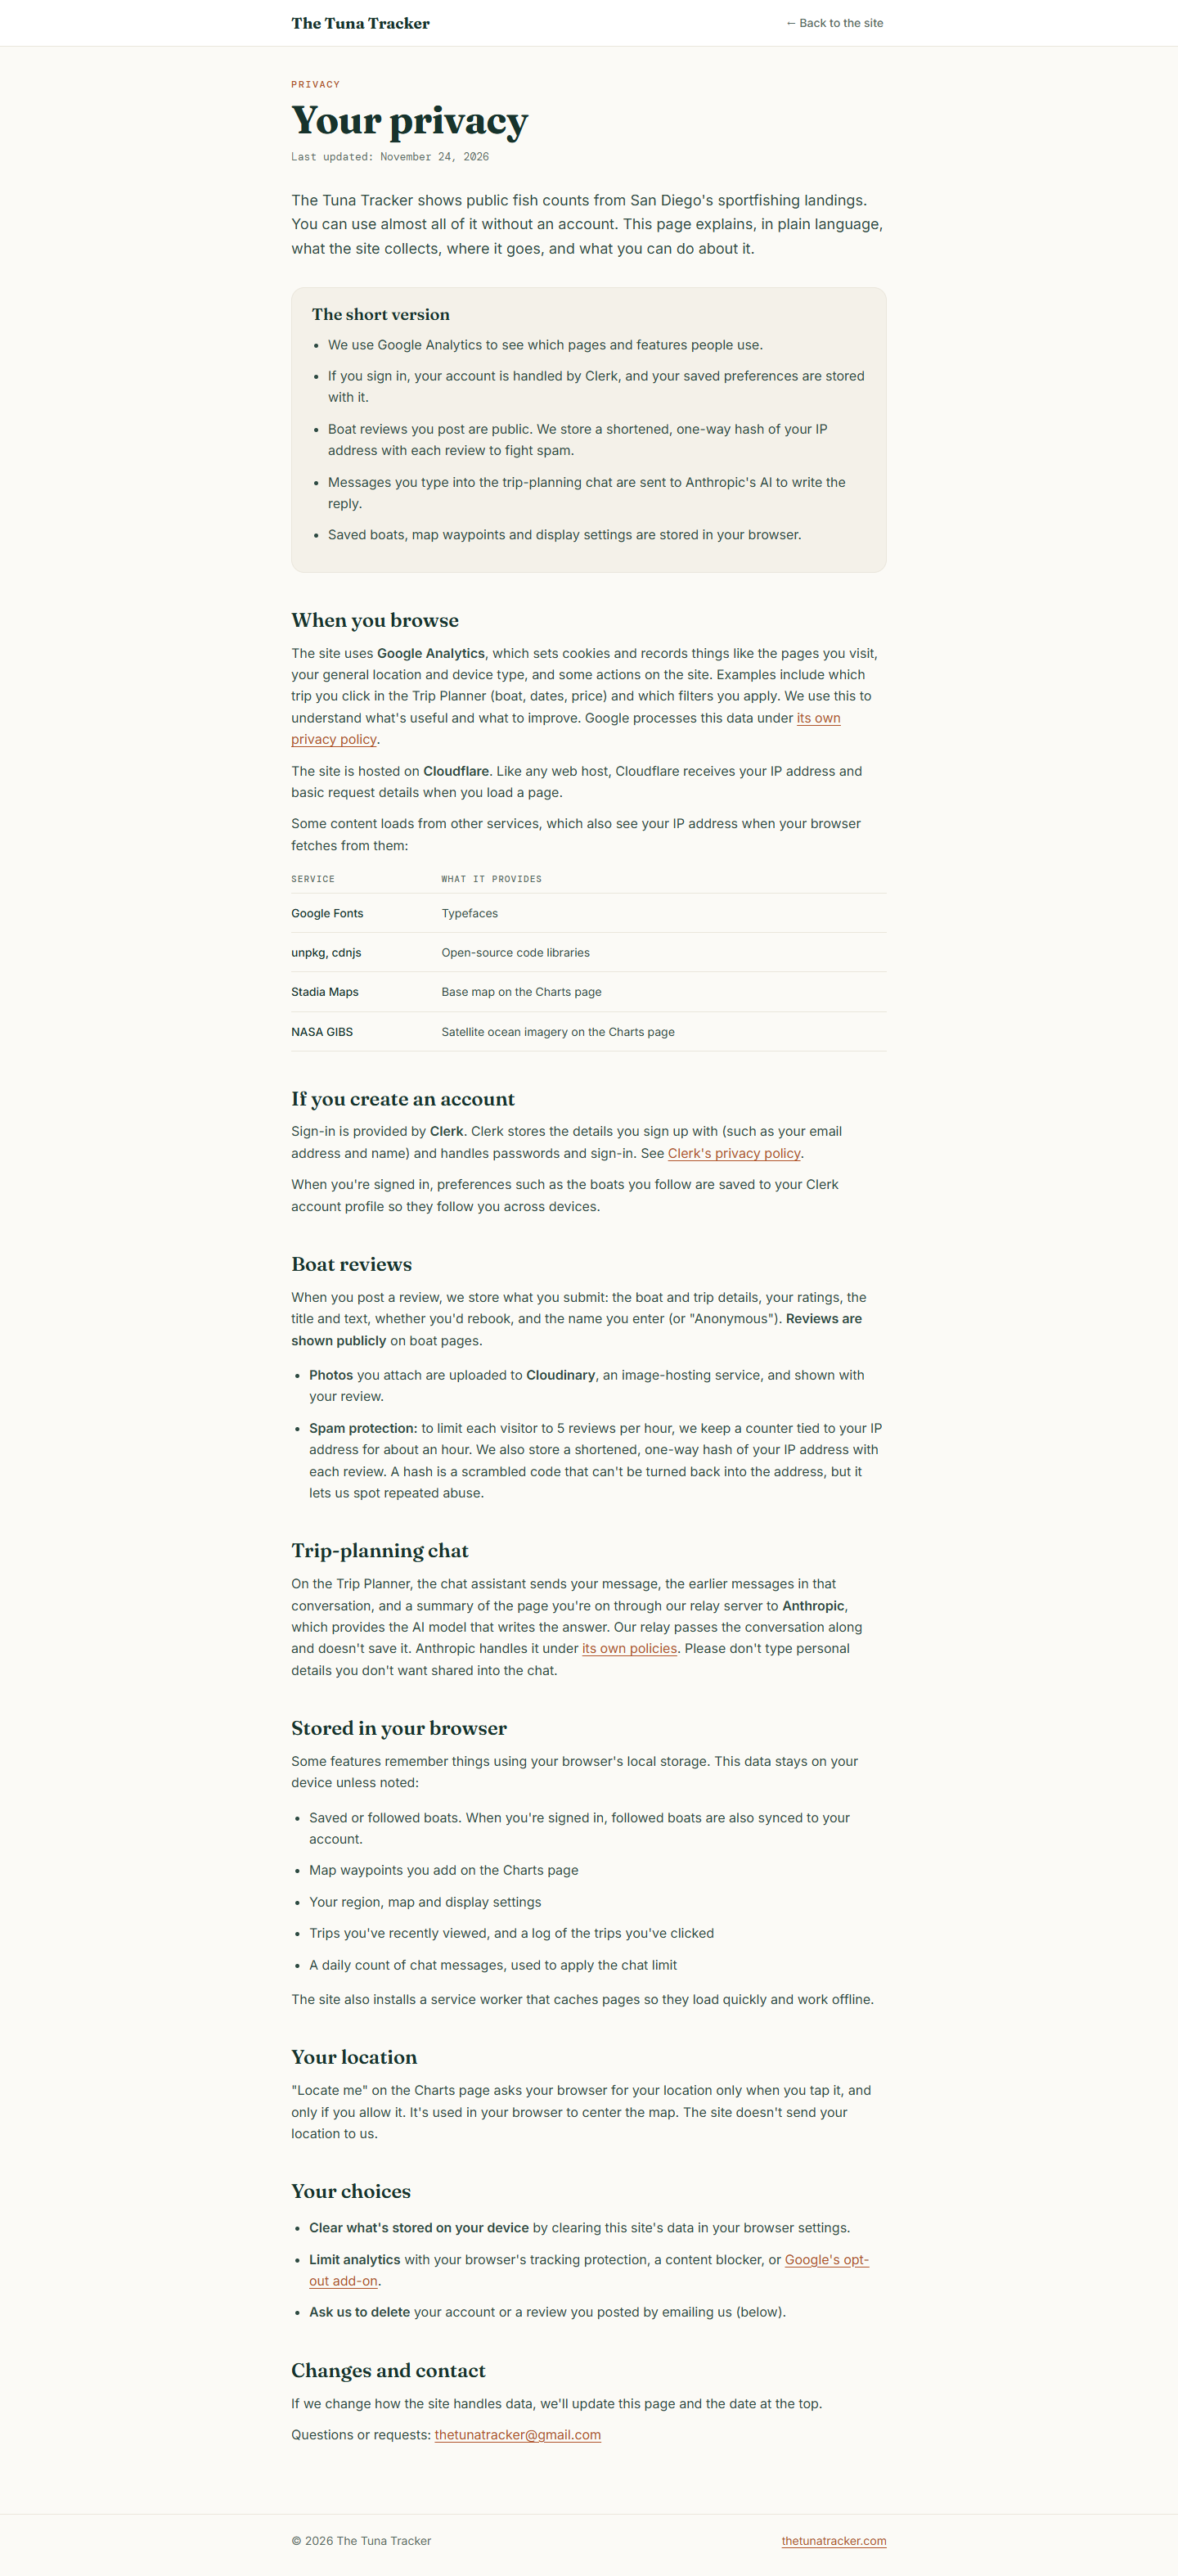 The Tuna Tracker
← Back to the site
PRIVACY
Your privacy
Last updated: November 24, 2026
The Tuna Tracker shows public fish counts from San Diego's sportfishing landings.
You can use almost all of it without an account. This page explains, in plain language,
what the site collects, where it goes, and what you can do about it.
The short version
• We use Google Analytics to see which pages and features people use.
• If you sign in, your account is handled by Clerk, and your saved preferences are stored
with it.
• Boat reviews you post are public. We store a shortened, one-way hash of your IP
address with each review to fight spam.
• Messages you type into the trip-planning chat are sent to Anthropic's AI to write the
reply.
• Saved boats, map waypoints and display settings are stored in your browser.
When you browse
The site uses Google Analytics, which sets cookies and records things like the pages you visit,
your general location and device type, and some actions on the site. Examples include which
trip you click in the Trip Planner (boat, dates, price) and which filters you apply. We use this to
understand what's useful and what to improve. Google processes this data under its own
privacy policy.
The site is hosted on Cloudflare. Like any web host, Cloudflare receives your IP address and
basic request details when you load a page.
Some content loads from other services, which also see your IP address when your browser
fetches from them:
SERVICE WHAT IT PROVIDES
Google Fonts Typefaces
unpkg, cdnjs Open-source code libraries
Stadia Maps Base map on the Charts page
NASA GIBS Satellite ocean imagery on the Charts page
If you create an account
Sign-in is provided by Clerk. Clerk stores the details you sign up with (such as your email
address and name) and handles passwords and sign-in. See Clerk's privacy policy.
When you're signed in, preferences such as the boats you follow are saved to your Clerk
account profile so they follow you across devices.
Boat reviews
When you post a review, we store what you submit: the boat and trip details, your ratings, the
title and text, whether you'd rebook, and the name you enter (or "Anonymous"). Reviews are
shown publicly on boat pages.
• Photos you attach are uploaded to Cloudinary, an image-hosting service, and shown with
your review.
• Spam protection: to limit each visitor to 5 reviews per hour, we keep a counter tied to your IP
address for about an hour. We also store a shortened, one-way hash of your IP address with
each review. A hash is a scrambled code that can't be turned back into the address, but it
lets us spot repeated abuse.
Trip-planning chat
On the Trip Planner, the chat assistant sends your message, the earlier messages in that
conversation, and a summary of the page you're on through our relay server to Anthropic,
which provides the AI model that writes the answer. Our relay passes the conversation along
and doesn't save it. Anthropic handles it under its own policies. Please don't type personal
details you don't want shared into the chat.
Stored in your browser
Some features remember things using your browser's local storage. This data stays on your
device unless noted:
• Saved or followed boats. When you're signed in, followed boats are also synced to your
account.
• Map waypoints you add on the Charts page
• Your region, map and display settings
• Trips you've recently viewed, and a log of the trips you've clicked
• A daily count of chat messages, used to apply the chat limit
The site also installs a service worker that caches pages so they load quickly and work offline.
Your location
"Locate me" on the Charts page asks your browser for your location only when you tap it, and
only if you allow it. It's used in your browser to center the map. The site doesn't send your
location to us.
Your choices
• Clear what's stored on your device by clearing this site's data in your browser settings.
• Limit analytics with your browser's tracking protection, a content blocker, or Google's opt-
out add-on.
• Ask us to delete your account or a review you posted by emailing us (below).
Changes and contact
If we change how the site handles data, we'll update this page and the date at the top.
Questions or requests: thetunatracker@gmail.com
© 2026 The Tuna Tracker
thetunatracker.com